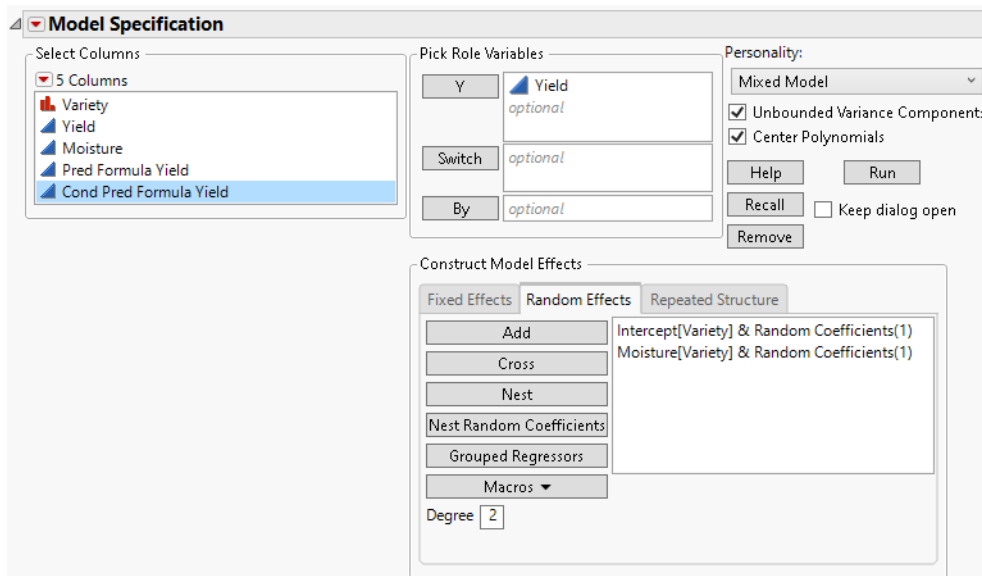 Model Specification
Select Columns
5 Columns
Variety
Yield
Moisture
Pred Formula Yield
Cond Pred Formula Yield
Pick Role Variables
Y
Yield
optional
Switch
optional
By
optional
Personality:
Mixed Model
Unbounded Variance Components
Center Polynomials
Help
Run
Recall
Keep dialog open
Remove
Construct Model Effects
Fixed Effects
Random Effects
Repeated Structure
Add
Cross
Nest
Nest Random Coefficients
Grouped Regressors
Macros
Degree 2
Intercept[Variety] & Random Coefficients(1)
Moisture[Variety] & Random Coefficients(1)